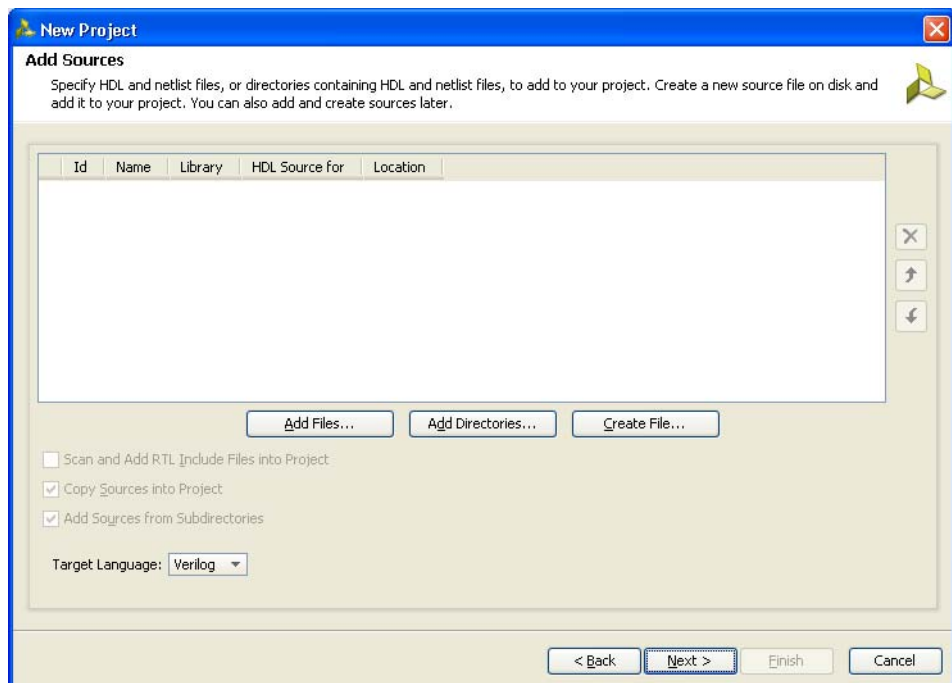 New Project
Add Sources
Specify HDL and netlist files, or directories containing HDL and netlist files, to add to your project. Create a new source file on disk and
add it to your project. You can also add and create sources later.
Id Name Library HDL Source for Location
Add Files... Add Directories... Create File...
Scan and Add RTL Include Files into Project
Copy Sources into Project
Add Sources from Subdirectories
Target Language: Verilog
< Back Next > Finish Cancel